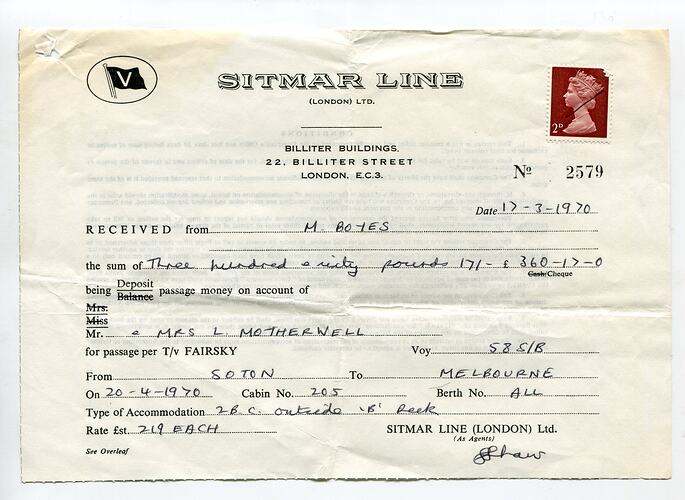 V
SITMAR LINE
(LONDON) LTD.
2D
BILLITER BUILDINGS,
22, BILLITER STREET
LONDON, E.C.3.
No 2579
Date 17-3-1970
RECEIVED from M. BOYES
the sum of Three hundred & sixty pounds 17/- £ 360-17-0
Cash/Cheque
being Deposit Balance passage money on account of
Mrs.
Miss
Mr. & MRS L. MOTHERWELL
for passage per T/v FAIRSKY Voy 58 S/B
From SOTON To MELBOURNE
On 20-4-1970 Cabin No. 205 Berth No. ALL
Type of Accommodation 2B.C. outside 'B' Deck
Rate £st. 219 EACH SITMAR LINE (LONDON) Ltd.
(As Agents)
See Overleaf